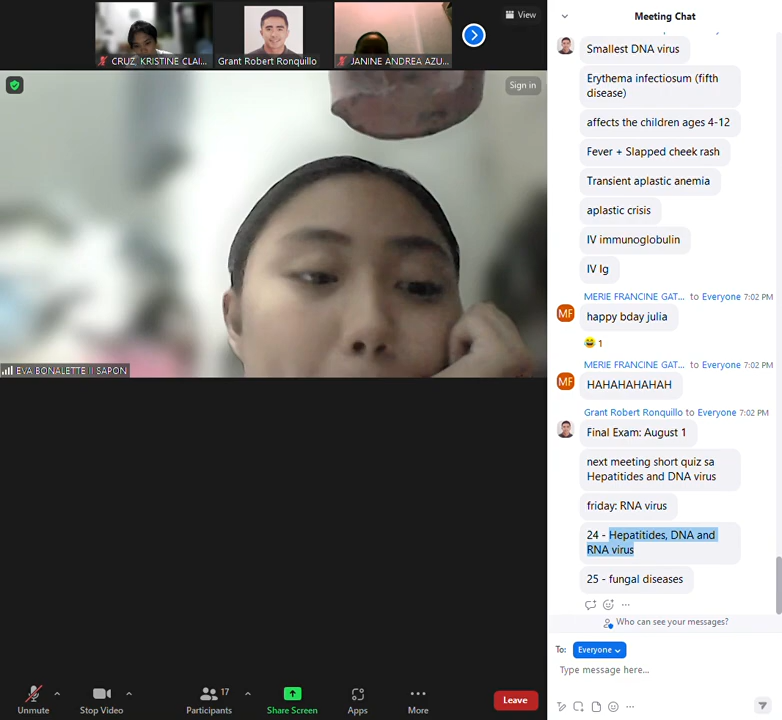 View
CRUZ, KRISTINE CLAI...
Grant Robert Ronquillo
JANINE ANDREA AZU...
Sign in
EVA BONALETTE II SAPON
Unmute
Stop Video
17
Participants
Share Screen
Apps
More
Leave
Meeting Chat
Smallest DNA virus
Erythema infectiosum (fifth
disease)
affects the children ages 4-12
Fever + Slapped cheek rash
Transient aplastic anemia
aplastic crisis
IV immunoglobulin
IV Ig
MERIE FRANCINE GAT... to Everyone 7:02 PM
MF
happy bday julia
1
MERIE FRANCINE GAT... to Everyone 7:02 PM
MF
HAHAHAHAHAH
Grant Robert Ronquillo to Everyone 7:02 PM
Final Exam: August 1
next meeting short quiz sa
Hepatitides and DNA virus
friday: RNA virus
24 - Hepatitides, DNA and
RNA virus
25 - fungal diseases
Who can see your messages?
To: Everyone
Type message here...